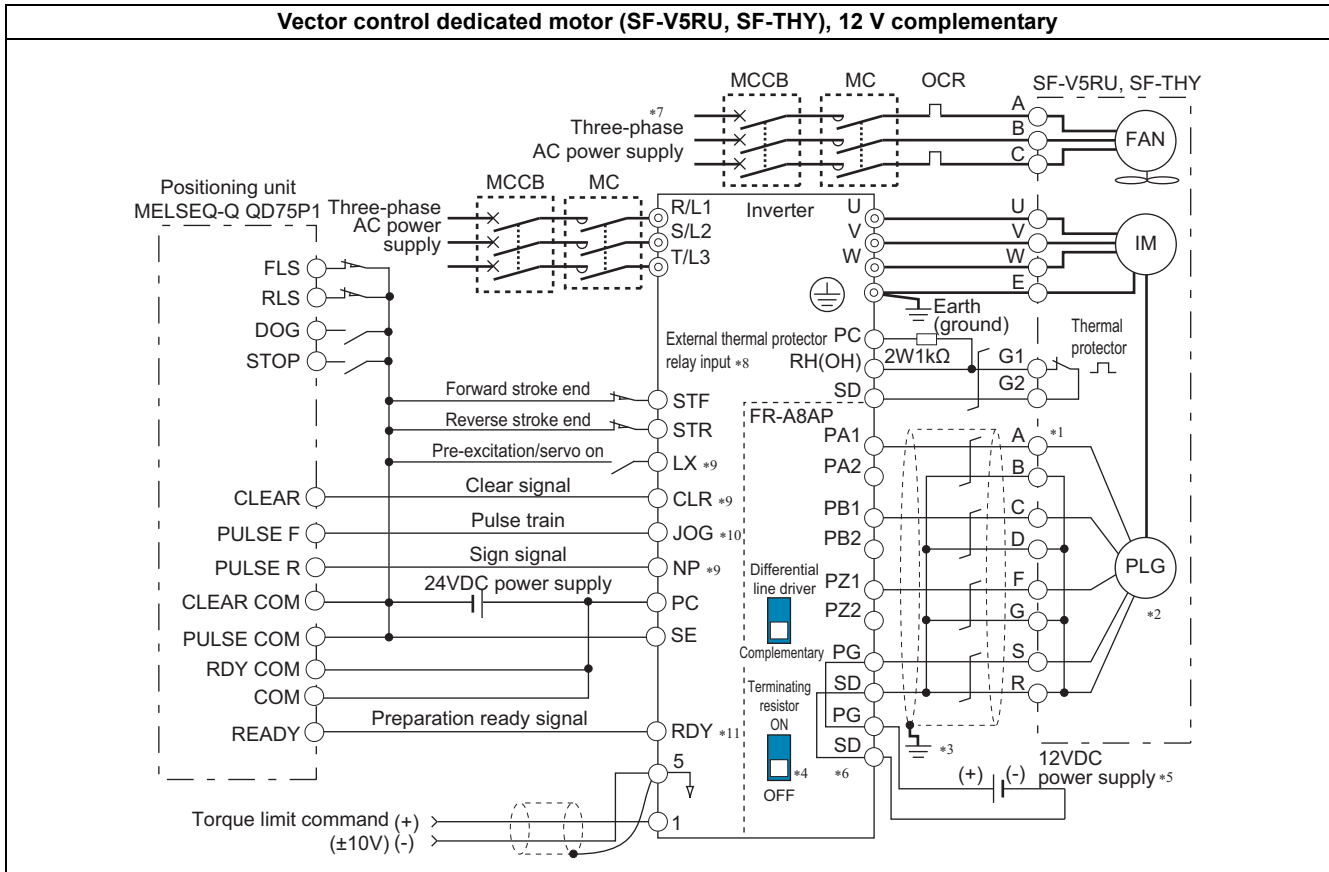 Vector control dedicated motor (SF-V5RU, SF-THY), 12 V complementary
MCCB
MC
OCR
SF-V5RU, SF-THY
*7
Three-phase
AC power supply
A
B
C
FAN
Positioning unit
MELSEQ-Q QD75P1
Three-phase
AC power
supply
MCCB
MC
R/L1
S/L2
T/L3
Inverter
U
V
W
U
V
W
E
IM
FLS
RLS
DOG
STOP
Earth
(ground)
Thermal
protector
External thermal protector
relay input *8
PC
RH(OH)
SD
2W1kΩ
G1
G2
Forward stroke end
STF
Reverse stroke end
STR
Pre-excitation/servo on
LX *9
CLEAR
Clear signal
CLR *9
PULSE F
Pulse train
JOG *10
PULSE R
Sign signal
NP *9
CLEAR COM
24VDC power supply
PC
PULSE COM
SE
RDY COM
COM
READY
Preparation ready signal
RDY *11
5
Torque limit command (+)
(±10V) (-)
1
FR-A8AP
PA1
PA2
PB1
PB2
PZ1
PZ2
PG
SD
PG
SD
Differential
line driver
Complementary
Terminating
resistor
ON
*4
OFF
*6
A
*1
B
C
D
F
G
S
R
PLG
*2
*3
12VDC
power supply *5
(+)
(-)